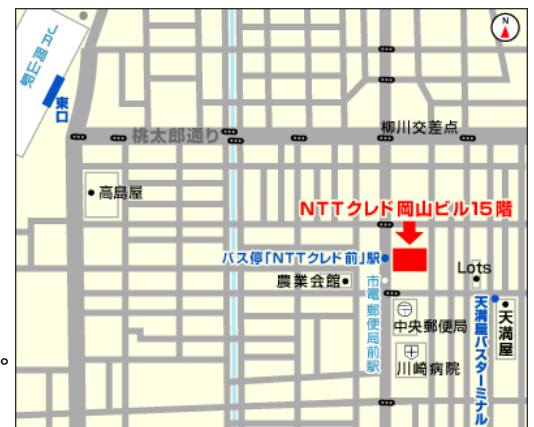 N
JR岡山駅
東口
桃太郎通り
柳川交差点
高島屋
NTTクレド岡山ビル15階
バス停「NTTクレド前」駅
Lots
農業会館
市電郵便局前駅
中央郵便局
天満屋
天満屋バスターミナル
川崎病院
。